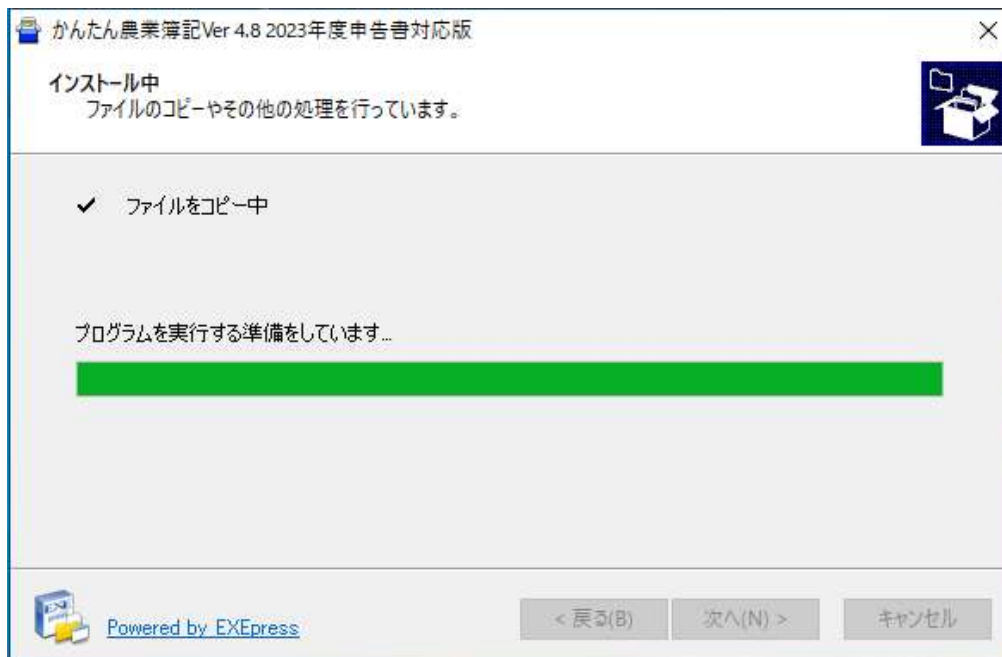 かんたん農業簿記Ver 4.8 2023年度申告書対応版
インストール中
ファイルのコピーやその他の処理を行っています。
ファイルをコピー中
プログラムを実行する準備をしています...
Powered by EXEpress
< 戻る(B)
次へ(N) >
キャンセル